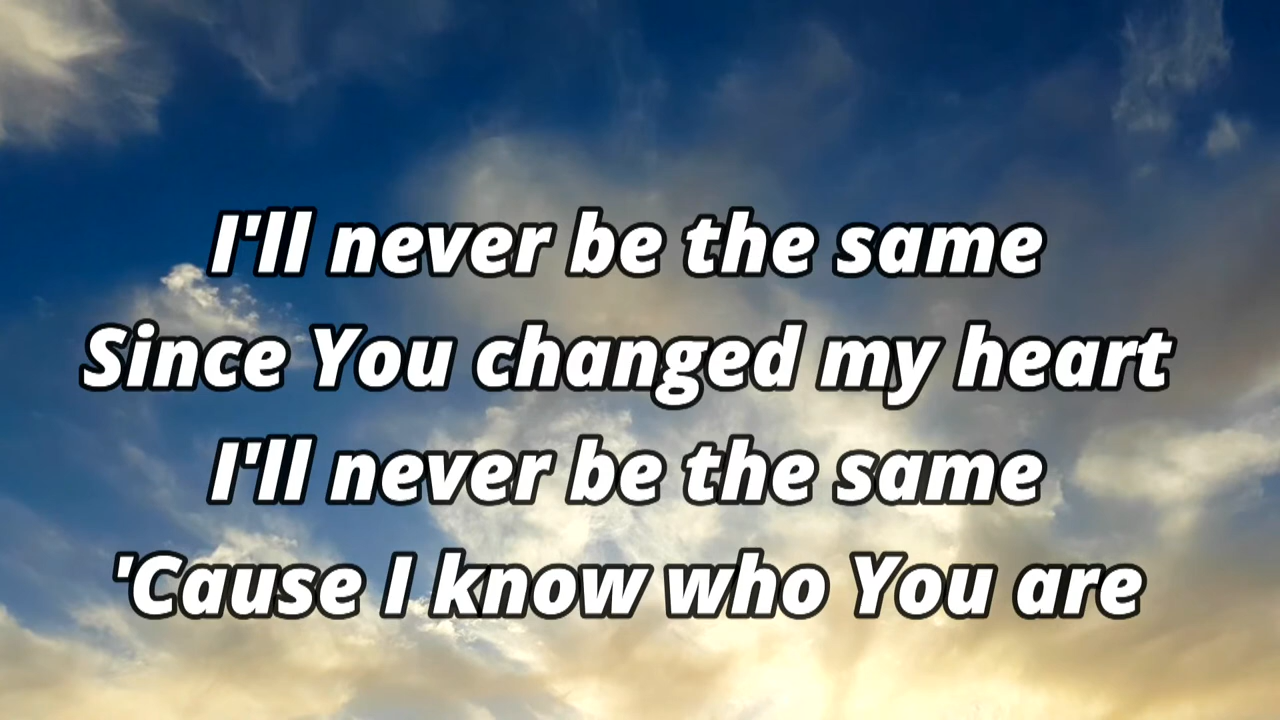 I'll never be the same
Since You changed my heart
I'll never be the same
'Cause I know who You are